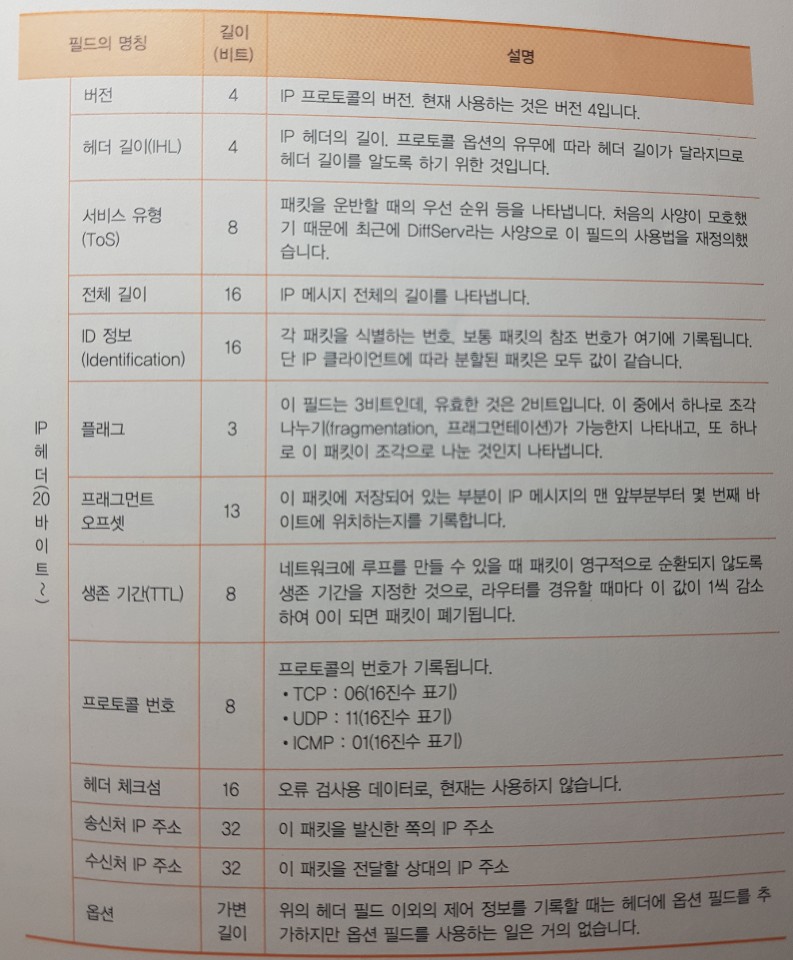 필드의 명칭
길이
(비트)
설명
IP 헤더(20바이트~)
버전
4
IP 프로토콜의 버전. 현재 사용하는 것은 버전 4입니다.
헤더 길이(IHL)
4
IP 헤더의 길이. 프로토콜 옵션의 유무에 따라 헤더 길이가 달라지므로
헤더 길이를 알도록 하기 위한 것입니다.
서비스 유형
(ToS)
8
패킷을 운반할 때의 우선 순위 등을 나타냅니다. 처음의 사양이 모호했
기 때문에 최근에 DiffServ라는 사양으로 이 필드의 사용법을 재정의했
습니다.
전체 길이
16
IP 메시지 전체의 길이를 나타냅니다.
ID 정보
(Identification)
16
각 패킷을 식별하는 번호. 보통 패킷의 참조 번호가 여기에 기록됩니다.
단 IP 클라이언트에 따라 분할된 패킷은 모두 값이 같습니다.
플래그
3
이 필드는 3비트인데, 유효한 것은 2비트입니다. 이 중에서 하나로 조각
나누기(fragmentation, 프래그먼테이션)가 가능한지 나타내고, 또 하나
로 이 패킷이 조각으로 나눈 것인지 나타냅니다.
프래그먼트
오프셋
13
이 패킷에 저장되어 있는 부분이 IP 메시지의 맨 앞부분부터 몇 번째 바
이트에 위치하는지를 기록합니다.
생존 기간(TTL)
8
네트워크에 루프를 만들 수 있을 때 패킷이 영구적으로 순환되지 않도록
생존 기간을 지정한 것으로, 라우터를 경유할 때마다 이 값이 1씩 감소
하여 0이 되면 패킷이 폐기됩니다.
프로토콜 번호
8
프로토콜의 번호가 기록됩니다.
• TCP : 06(16진수 표기)
• UDP : 11(16진수 표기)
• ICMP : 01(16진수 표기)
헤더 체크섬
16
오류 검사용 데이터로, 현재는 사용하지 않습니다.
송신처 IP 주소
32
이 패킷을 발신한 쪽의 IP 주소
수신처 IP 주소
32
이 패킷을 전달할 상대의 IP 주소
옵션
가변
길이
위의 헤더 필드 이외의 제어 정보를 기록할 때는 헤더에 옵션 필드를 추
가하지만 옵션 필드를 사용하는 일은 거의 없습니다.